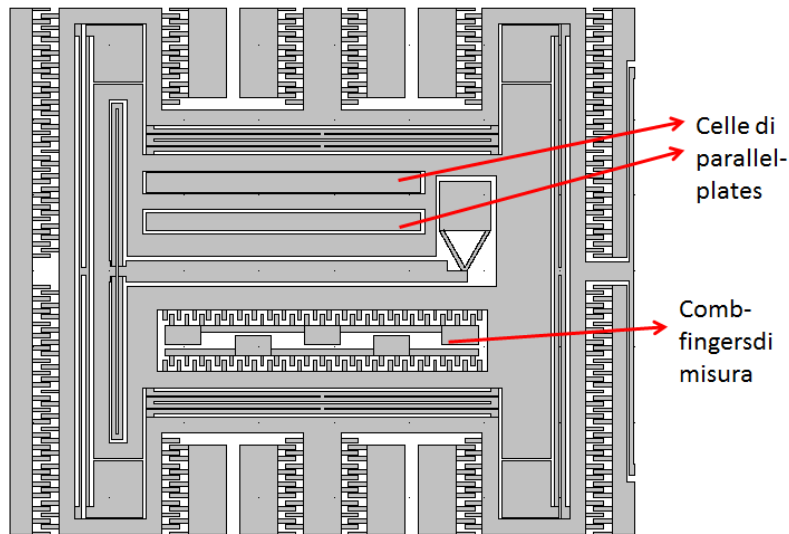 Celle di
parallel-
plates
Comb-
fingersdi
misura